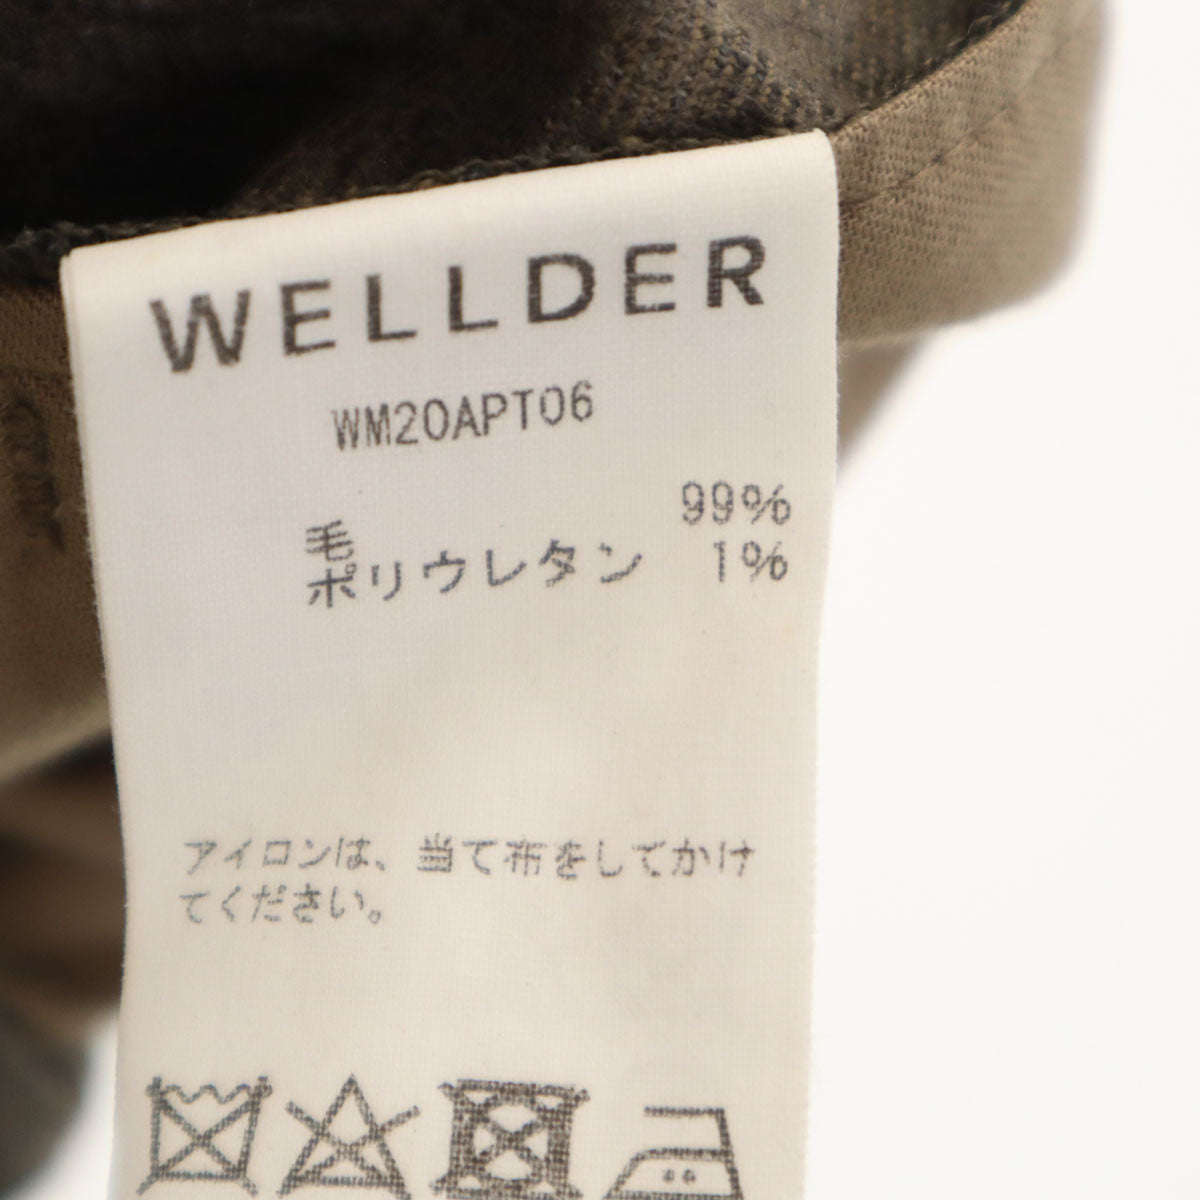 WELLDER
WM20APT06
毛 99%
ポリウレタン 1%
アイロンは、当て布をしてかけ
てください。